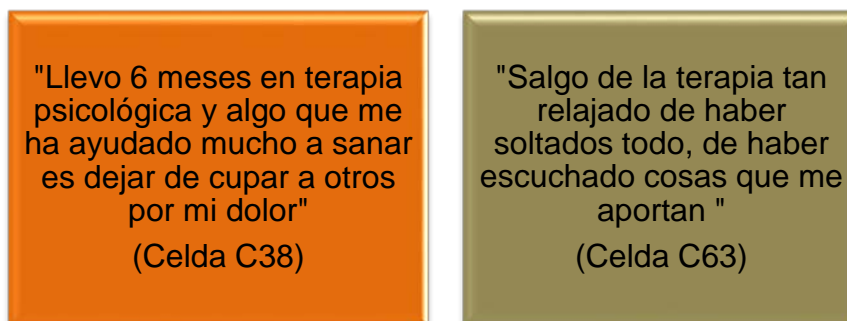 "Llevo 6 meses en terapia
psicológica y algo que me
ha ayudado mucho a sanar
es dejar de cupar a otros
por mi dolor"
(Celda C38)
"Salgo de la terapia tan
relajado de haber
soltados todo, de haber
escuchado cosas que me
aportan "
(Celda C63)